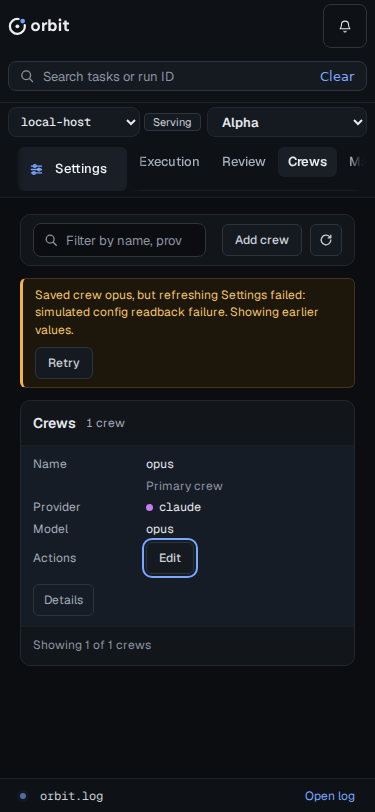 orbit
Search tasks or run ID Clear
local-host Serving Alpha
Settings Execution Review Crews M
Filter by name, prov Add crew
Saved crew opus, but refreshing Settings failed:
simulated config readback failure. Showing earlier
values.
Retry
Crews 1 crew
Name opus
Primary crew
Provider claude
Model opus
Actions Edit
Details
Showing 1 of 1 crews
orbit.log Open log